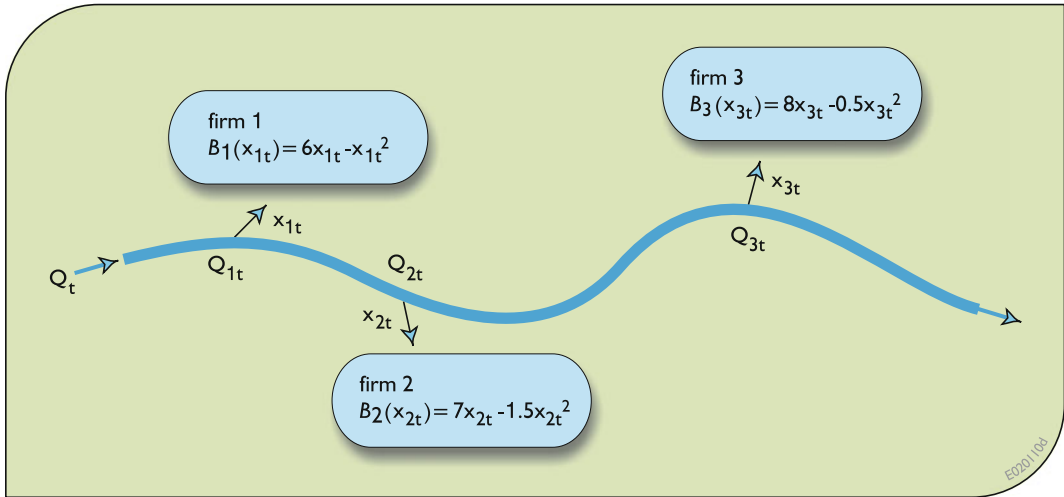 firm 3
B₃(x₃ₜ) = 8x₃ₜ -0.5x₃ₜ²
firm 1
B₁(x₁ₜ) = 6x₁ₜ -x₁ₜ²
x₃ₜ
x₁ₜ
Q₃ₜ
Q₂ₜ
Q₁ₜ
Qₜ
x₂ₜ
firm 2
B₂(x₂ₜ) = 7x₂ₜ -1.5x₂ₜ²
E020110d